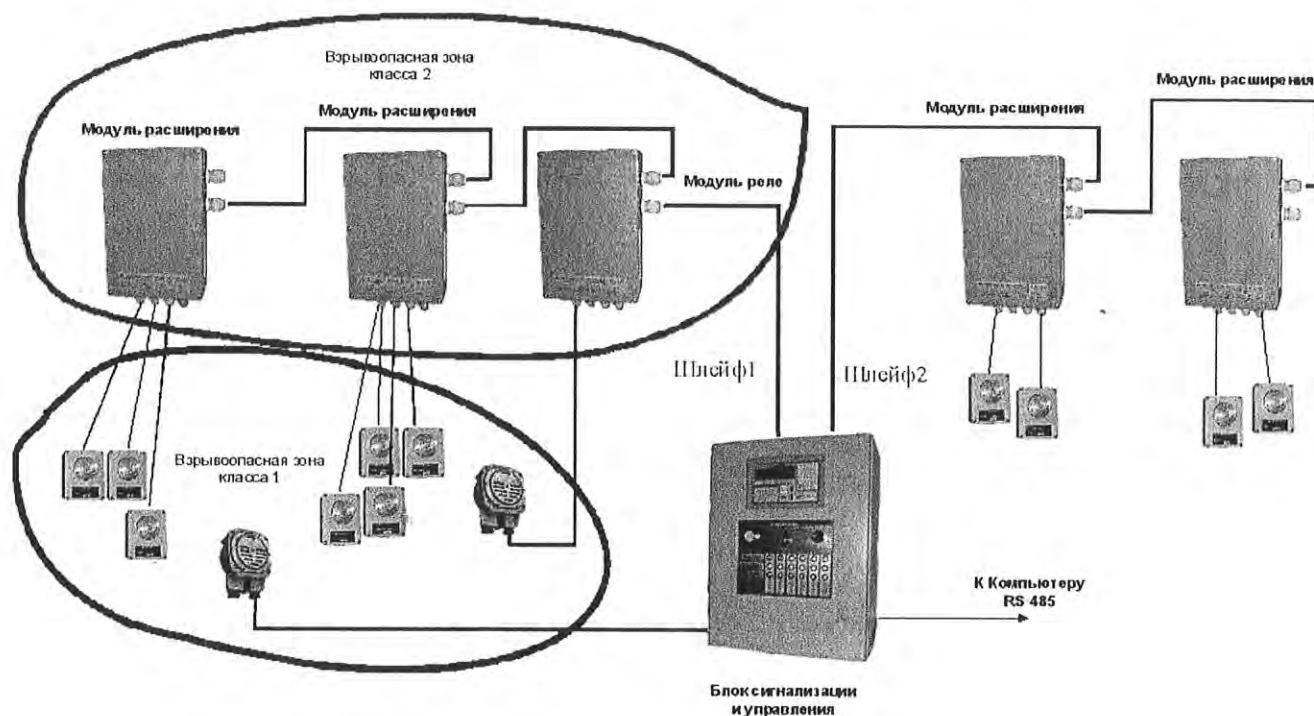 Взрывоопасная зона
класса 2
Модуль расширения
Модуль расширения
Модуль реле
Модуль расширения
Модуль расширения
Шлейф1
Шлейф2
Взрывоопасная зона
класса 1
К Компьютеру
RS 485
Блок сигнализации
и управления